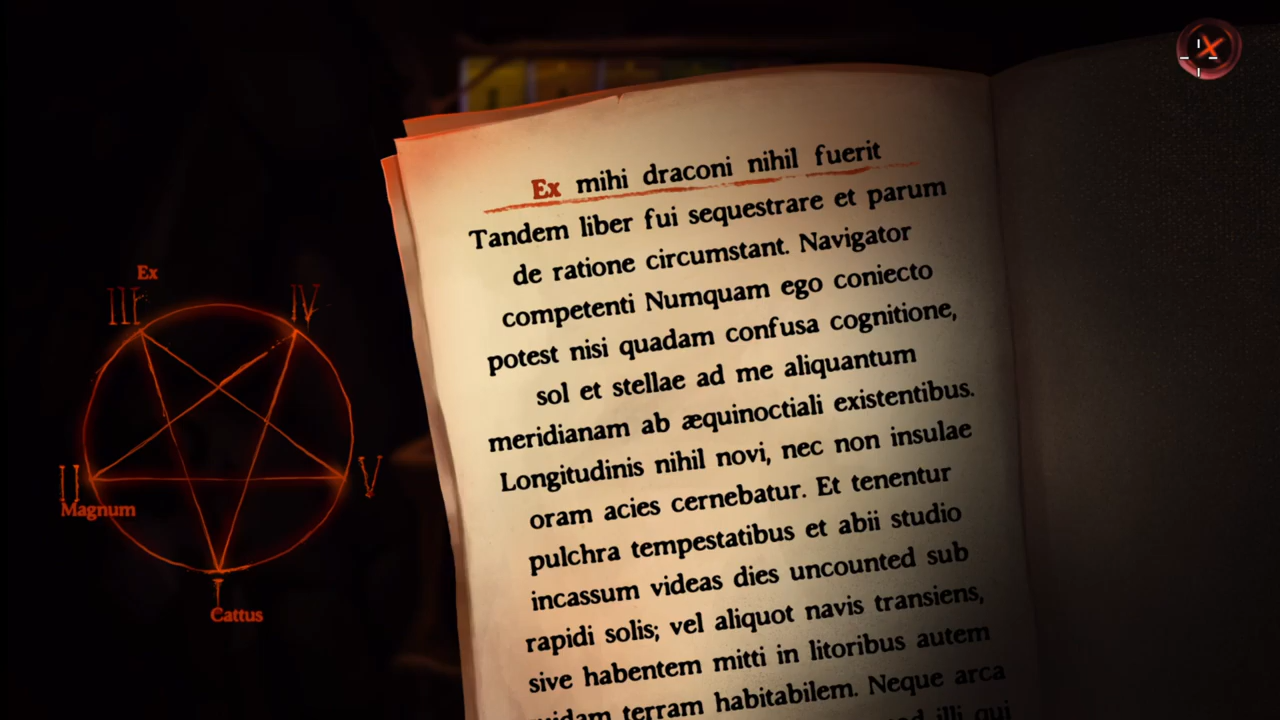 Ex
III
IV
II
V
Magnum
I
Cattus
Ex mihi draconi nihil fuerit
Tandem liber fui sequestrare et parum
de ratione circumstant. Navigator
competenti Numquam ego coniecto
potest nisi quadam confusa cognitione,
sol et stellae ad me aliquantum
meridianam ab æquinoctiali existentibus.
Longitudinis nihil novi, nec non insulae
oram acies cernebatur. Et tenentur
pulchra tempestatibus et abii studio
incassum videas dies uncounted sub
rapidi solis; vel aliquot navis transiens,
sive habentem mitti in litoribus autem
terram habitabilem. Neque arca
illi qui